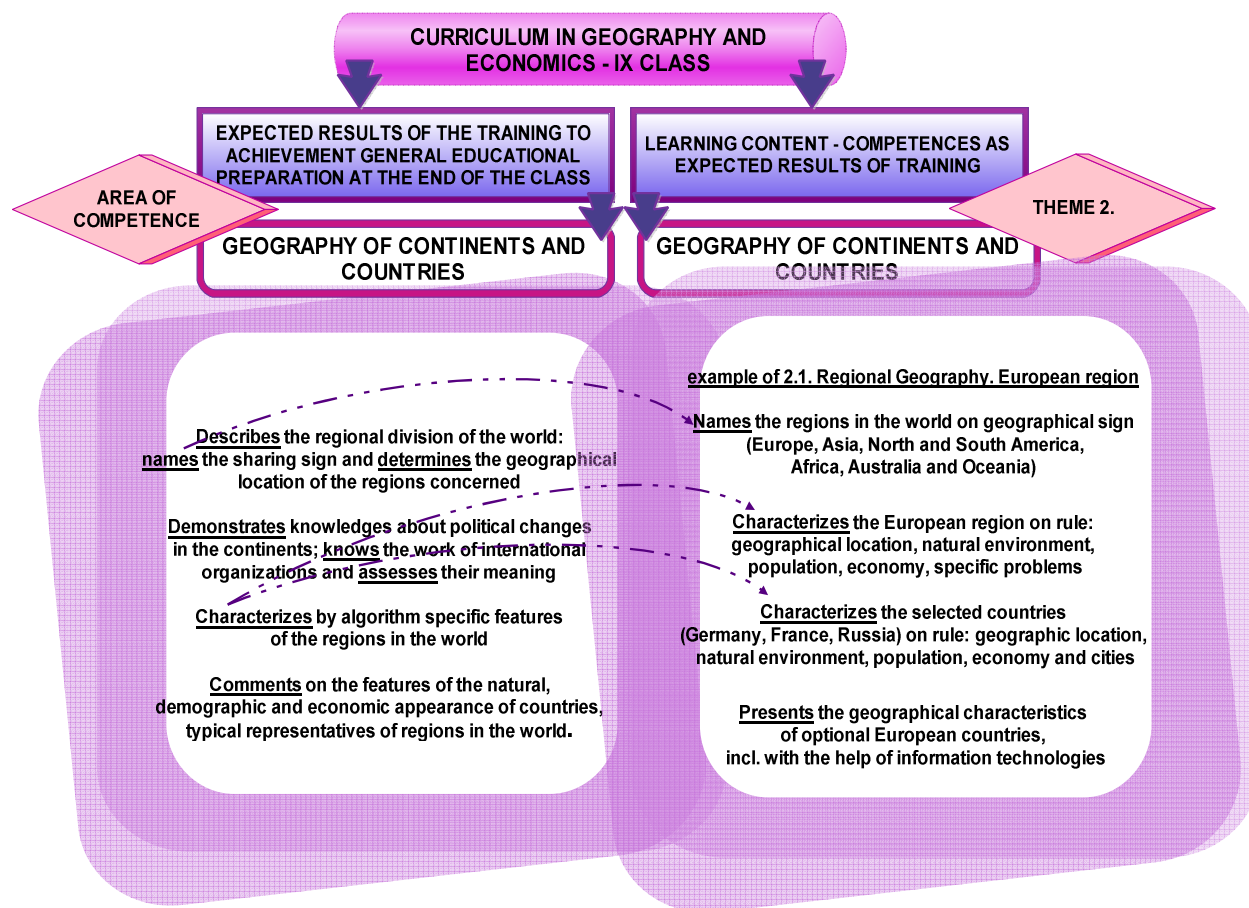 CURRICULUM IN GEOGRAPHY AND
ECONOMICS - IX CLASS
EXPECTED RESULTS OF THE TRAINING TO
ACHIEVEMENT GENERAL EDUCATIONAL
PREPARATION AT THE END OF THE CLASS
LEARNING CONTENT - COMPETENCES AS
EXPECTED RESULTS OF TRAINING
AREA OF
COMPETENCE
THEME 2.
GEOGRAPHY OF CONTINENTS AND
COUNTRIES
GEOGRAPHY OF CONTINENTS AND
COUNTRIES
Describes the regional division of the world:
names the sharing sign and determines the geographical
location of the regions concerned
Demonstrates knowledges about political changes
in the continents; knows the work of international
organizations and assesses their meaning
Characterizes by algorithm specific features
of the regions in the world
Comments on the features of the natural,
demographic and economic appearance of countries,
typical representatives of regions in the world.
example of 2.1. Regional Geography. European region
Names the regions in the world on geographical sign
(Europe, Asia, North and South America,
Africa, Australia and Oceania)
Characterizes the European region on rule:
geographical location, natural environment,
population, economy, specific problems
Characterizes the selected countries
(Germany, France, Russia) on rule: geographic location,
natural environment, population, economy and cities
Presents the geographical characteristics
of optional European countries,
incl. with the help of information technologies